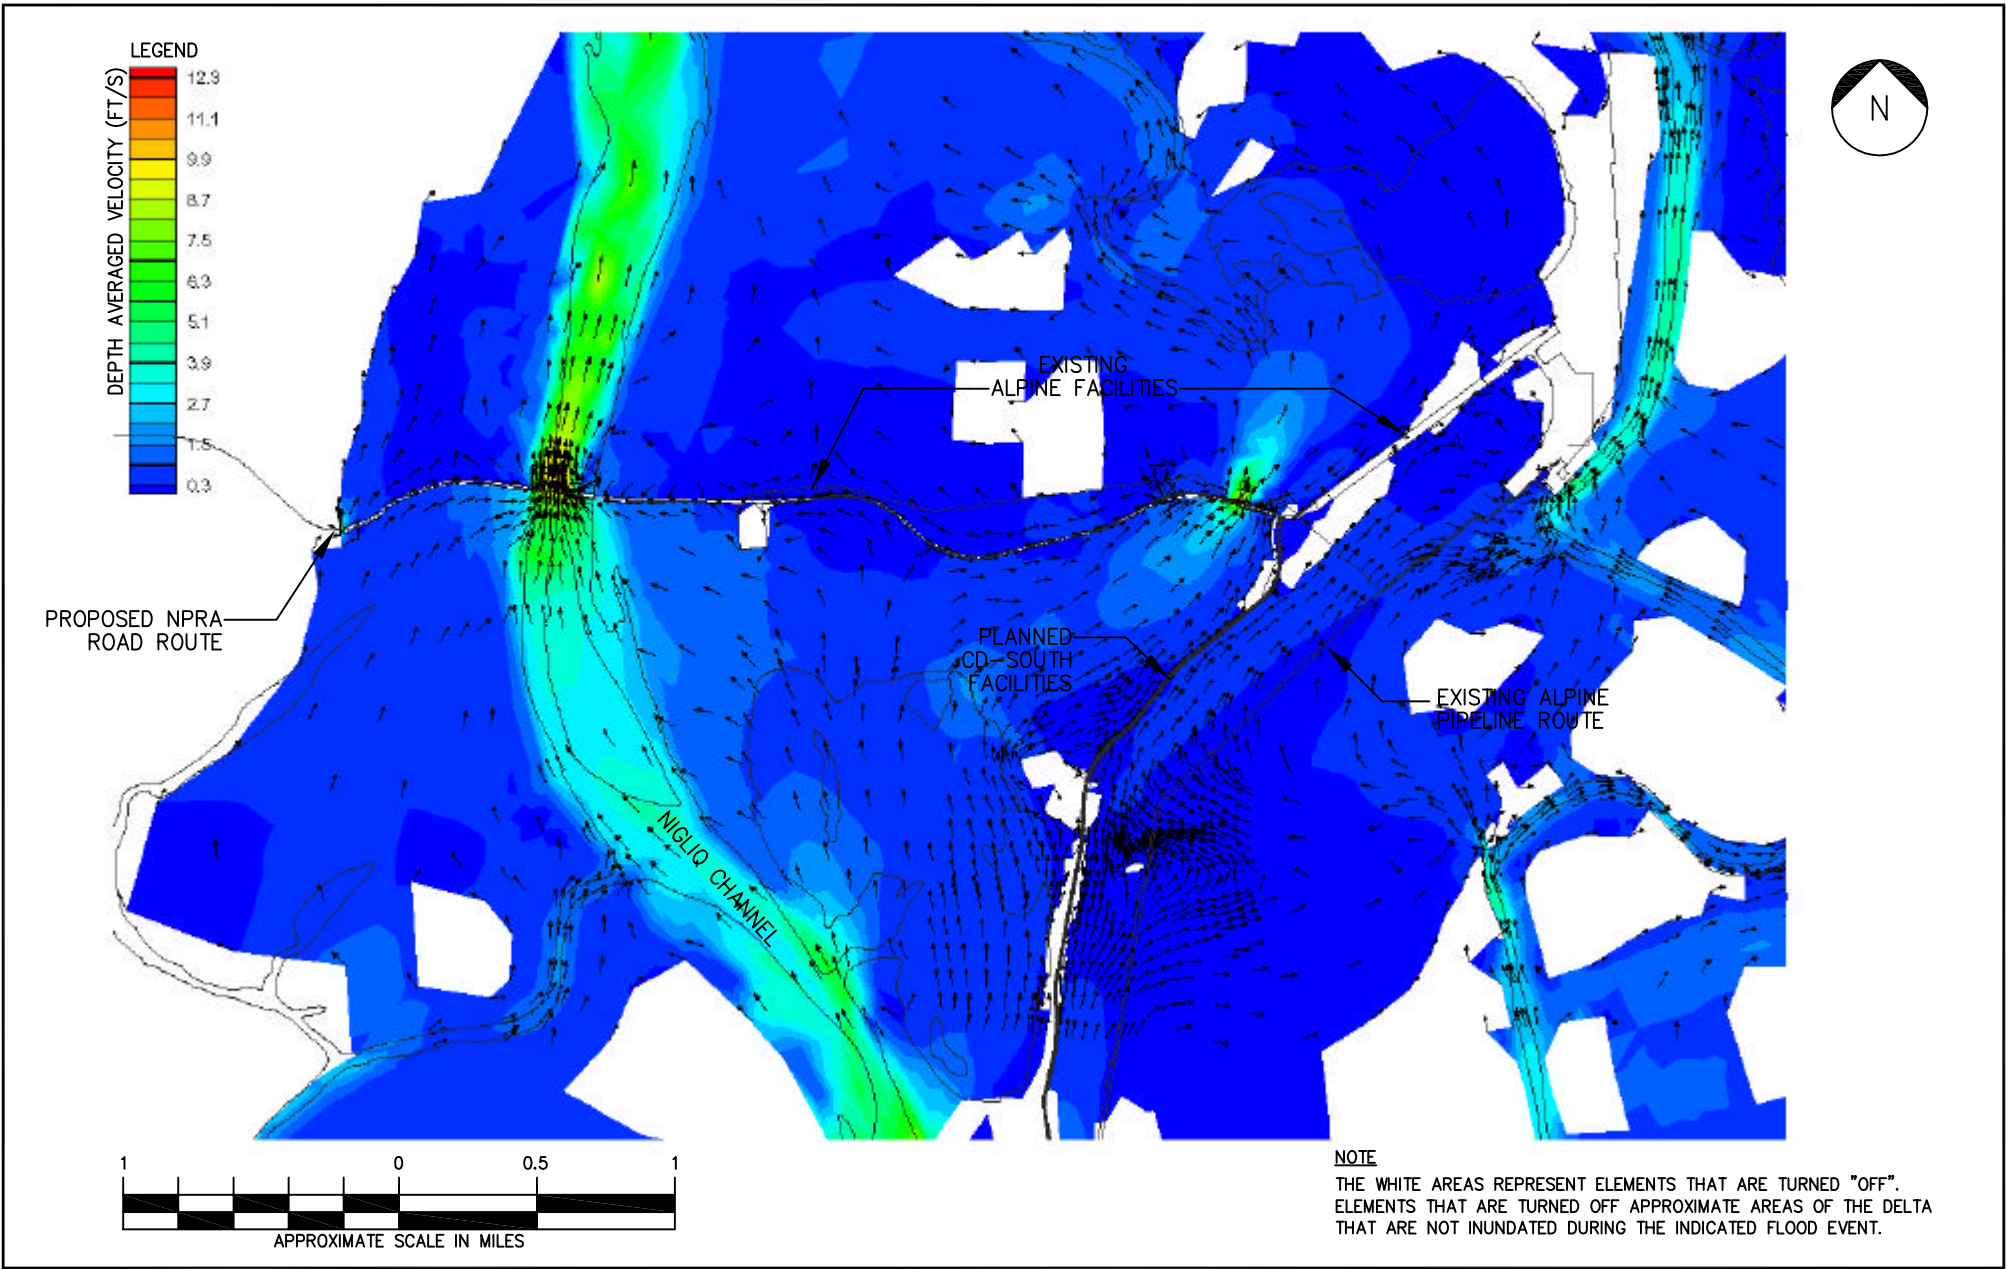 LEGEND
DEPTH AVERAGED VELOCITY (FT/S)
12.9
11.1
9.9
8.7
7.5
6.3
5.1
3.9
2.7
1.5
0.3
N
EXISTING
ALPINE FACILITIES
PROPOSED NPRA
ROAD ROUTE
PLANNED
CD-SOUTH
FACILITIES
EXISTING ALPINE
PIPELINE ROUTE
NIGLIQ CHANNEL
1 0 0.5 1
APPROXIMATE SCALE IN MILES
NOTE
THE WHITE AREAS REPRESENT ELEMENTS THAT ARE TURNED "OFF".
ELEMENTS THAT ARE TURNED OFF APPROXIMATE AREAS OF THE DELTA
THAT ARE NOT INUNDATED DURING THE INDICATED FLOOD EVENT.